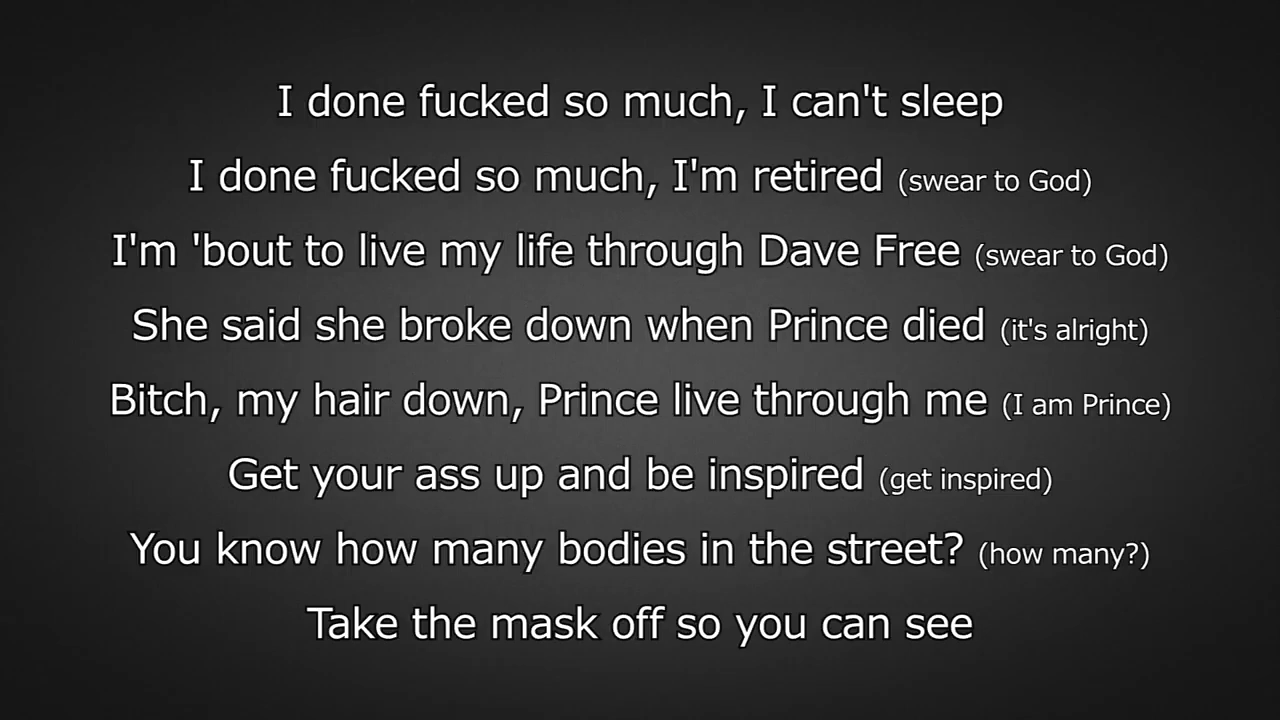 I done fucked so much, I can't sleep
I done fucked so much, I'm retired (swear to God)
I'm 'bout to live my life through Dave Free (swear to God)
She said she broke down when Prince died (it's alright)
Bitch, my hair down, Prince live through me (I am Prince)
Get your ass up and be inspired (get inspired)
You know how many bodies in the street? (how many?)
Take the mask off so you can see